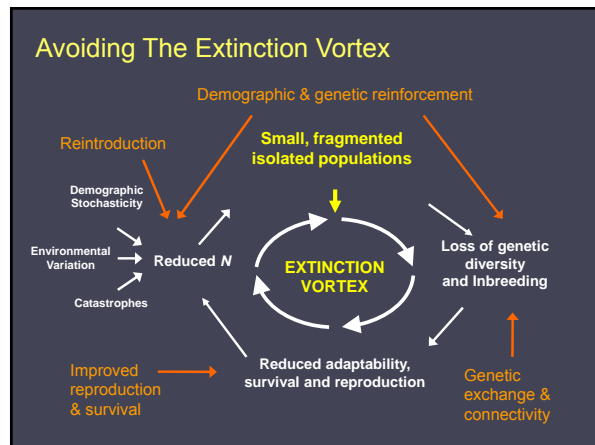 Avoiding The Extinction Vortex
Demographic & genetic reinforcement
Small, fragmented
isolated populations
Reintroduction
Demographic
Stochasticity
Environmental
Variation
Catastrophes
Reduced N
EXTINCTION
VORTEX
Loss of genetic
diversity
and Inbreeding
Reduced adaptability,
survival and reproduction
Improved
reproduction
& survival
Genetic
exchange &
connectivity